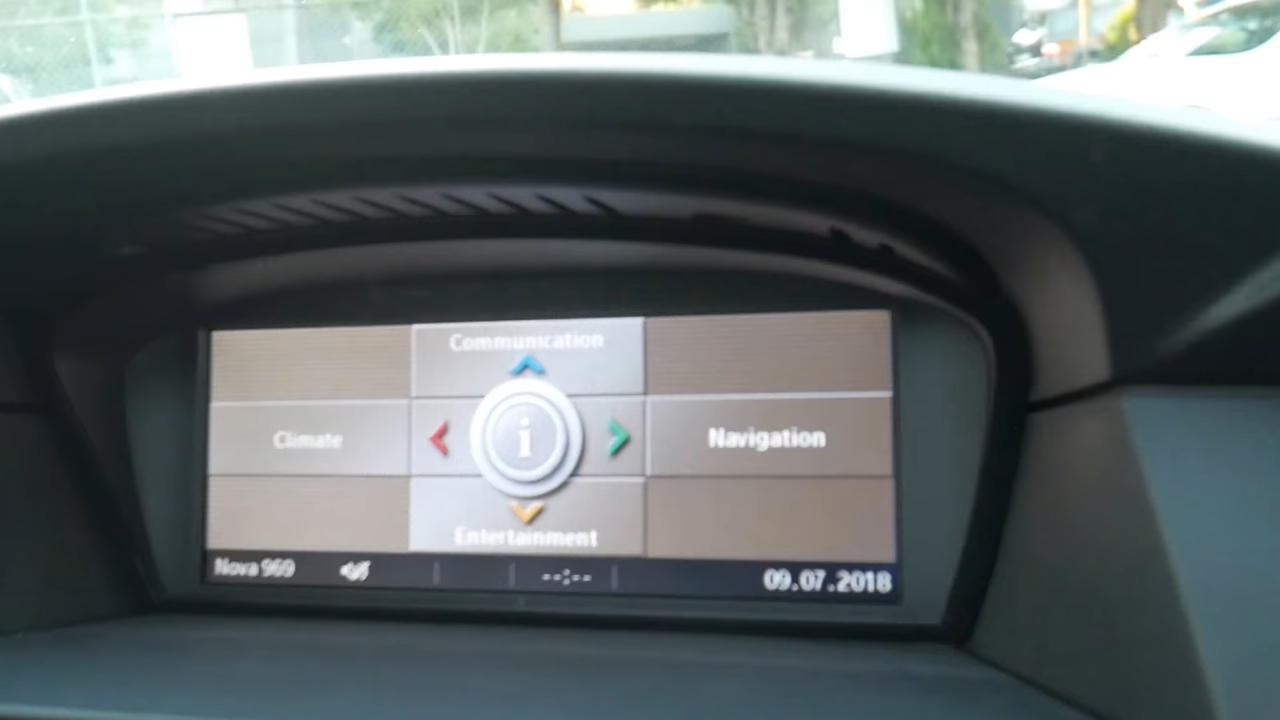 Communication
Climate
i
Navigation
Entertainment
Nova 969
--:--
09.07.2018